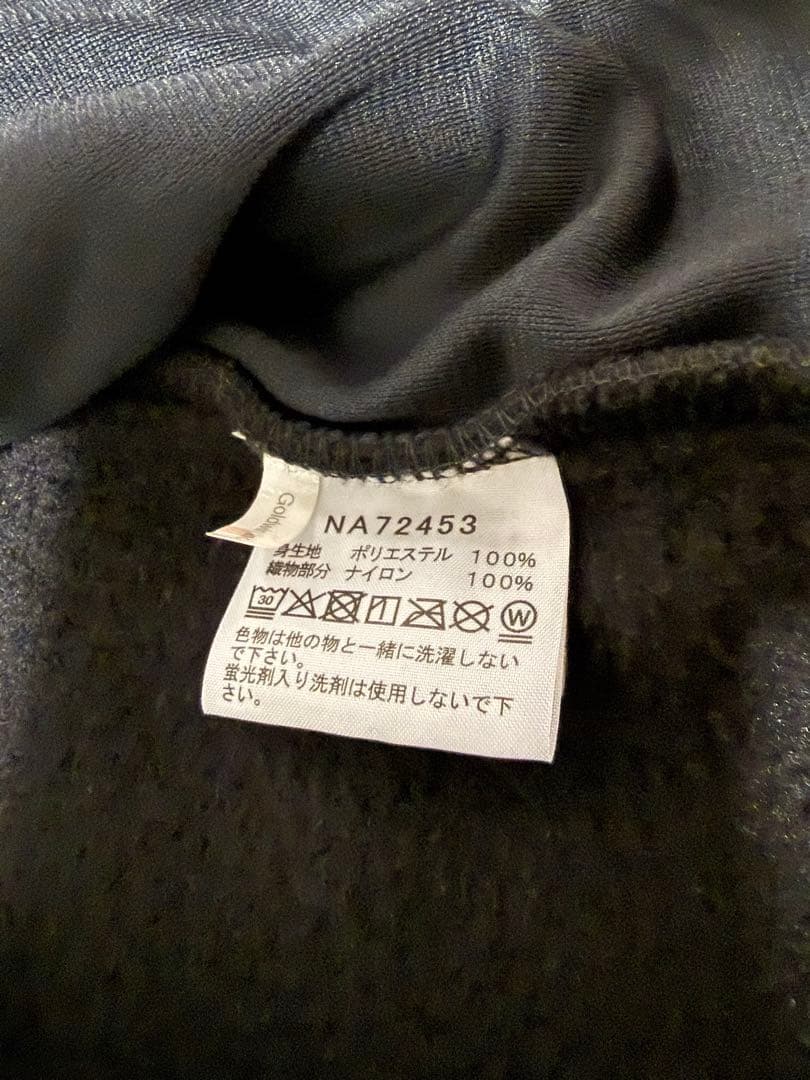 Goldw
NA72453
身生地 ポリエステル 100%
織物部分 ナイロン 100%
30 W
色物は他の物と一緒に洗濯しない
で下さい。
蛍光剤入り洗剤は使用しないで下
さい。